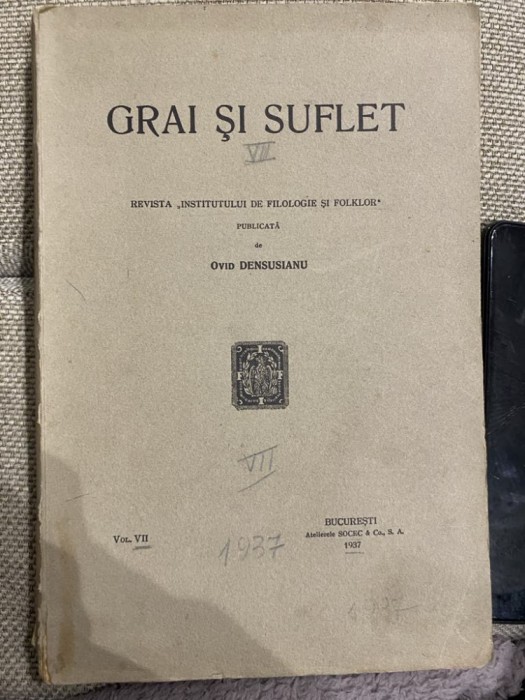 GRAI ŞI SUFLET
VII
REVISTA „INSTITUTULUI DE FILOLOGIE ŞI FOLKLOR"
PUBLICATĂ
de
OVID DENSUSIANU
VII
BUCUREŞTI
VOL. VII
Atelierele SOCEC & Co., S. A.
1937
1937
1937